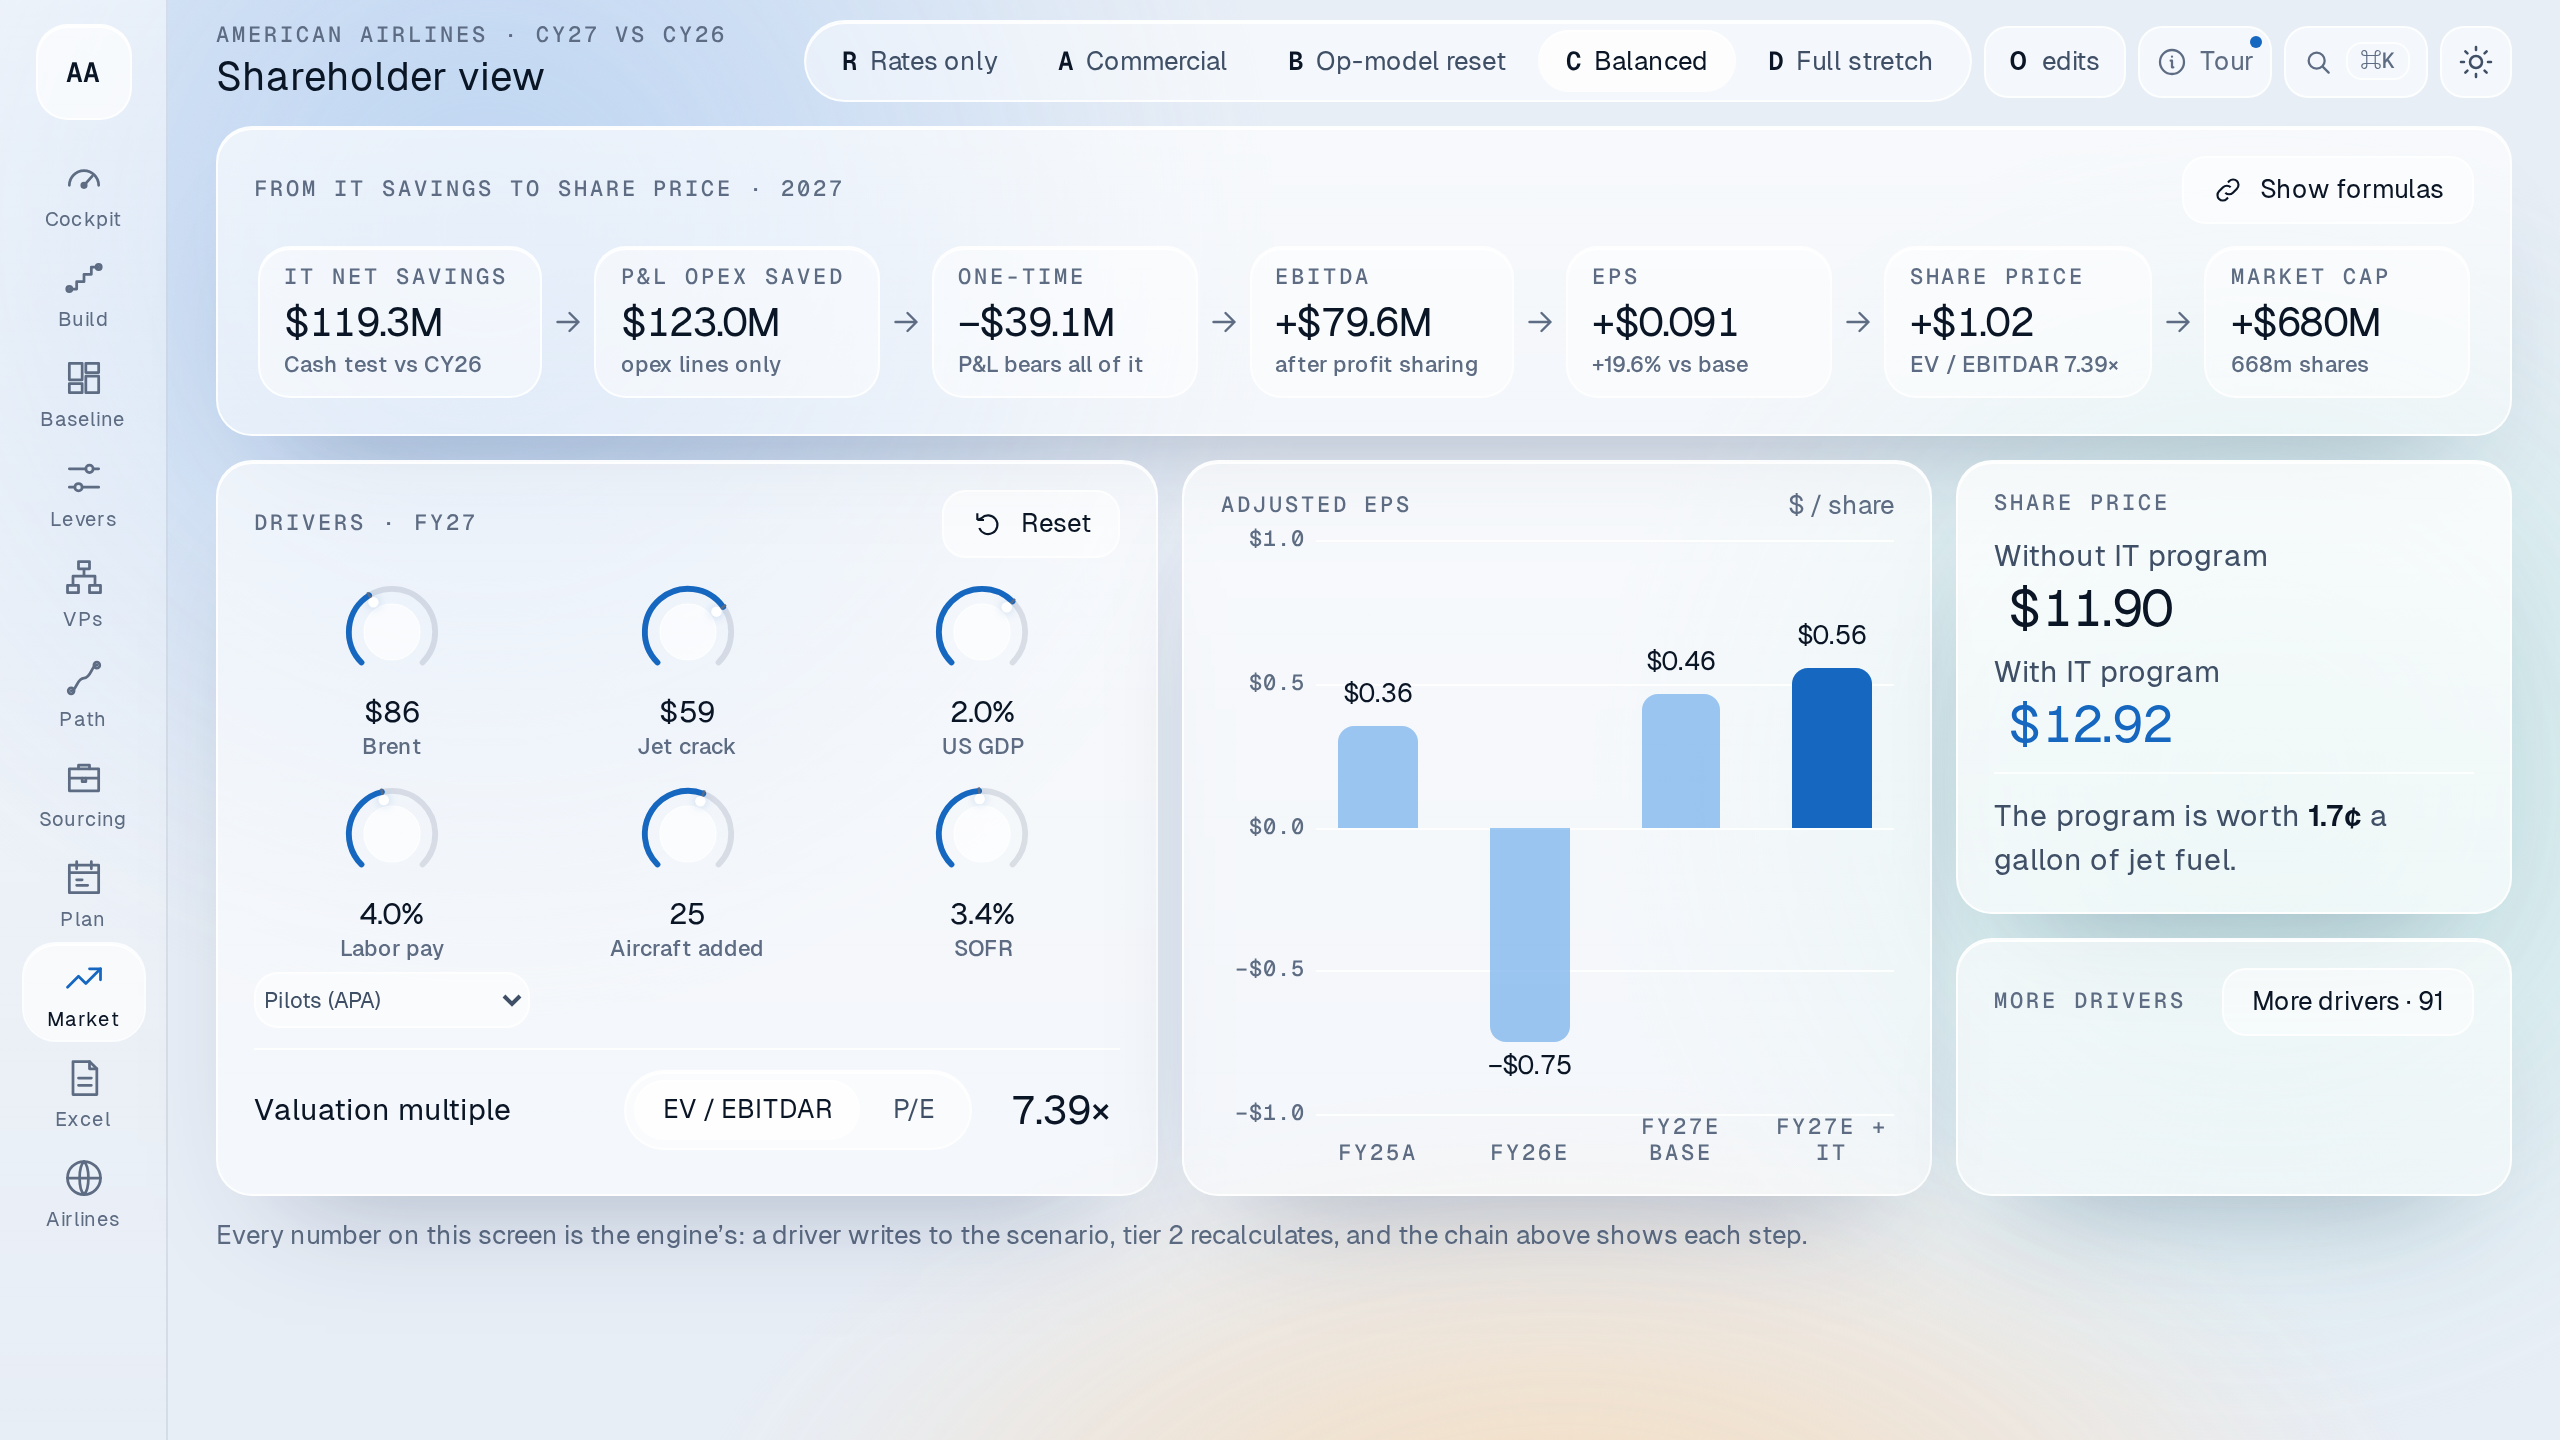 AA
Cockpit
Build
Baseline
Levers
VPs
Path
Sourcing
Plan
Market
Excel
Airlines
AMERICAN AIRLINES · CY27 VS CY26
Shareholder view
R Rates only
A Commercial
B Op-model reset
C Balanced
D Full stretch
0 edits
Tour
⌘K
FROM IT SAVINGS TO SHARE PRICE · 2027
Show formulas
IT NET SAVINGS
$119.3M
Cash test vs CY26
P&L OPEX SAVED
$123.0M
opex lines only
ONE-TIME
−$39.1M
P&L bears all of it
EBITDA
+$79.6M
after profit sharing
EPS
+$0.091
+19.6% vs base
SHARE PRICE
+$1.02
EV / EBITDAR 7.39×
MARKET CAP
+$680M
668m shares
DRIVERS · FY27
Reset
$86
Brent
$59
Jet crack
2.0%
US GDP
4.0%
Labor pay
25
Aircraft added
3.4%
SOFR
Pilots (APA)
Valuation multiple
EV / EBITDAR
P/E
7.39×
ADJUSTED EPS
$ / share
$1.0
$0.5
$0.0
−$0.5
−$1.0
$0.36
−$0.75
$0.46
$0.56
FY25A
FY26E
FY27E
BASE
FY27E +
IT
SHARE PRICE
Without IT program
$11.90
With IT program
$12.92
The program is worth 1.7¢ a
gallon of jet fuel.
MORE DRIVERS
More drivers · 91
Every number on this screen is the engine’s: a driver writes to the scenario, tier 2 recalculates, and the chain above shows each step.